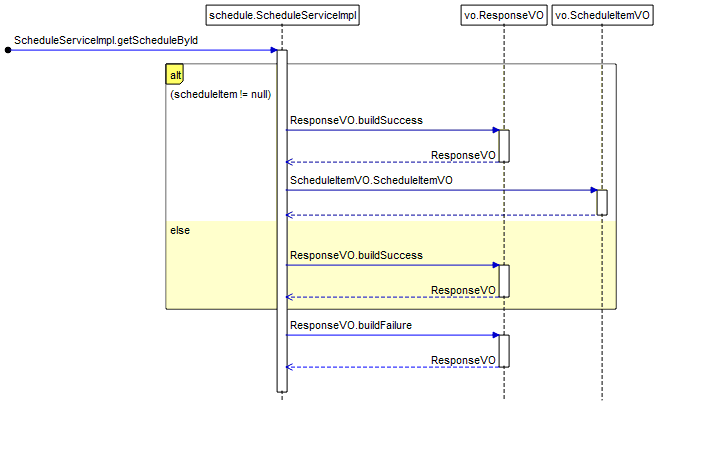 schedule.ScheduleServiceImpl
vo.ResponseVO
vo.ScheduleItemVO
ScheduleServiceImpl.getScheduleById
alt
(scheduleItem != null)
ResponseVO.buildSuccess
ResponseVO
ScheduleItemVO.ScheduleItemVO
else
ResponseVO.buildSuccess
ResponseVO
ResponseVO.buildFailure
ResponseVO